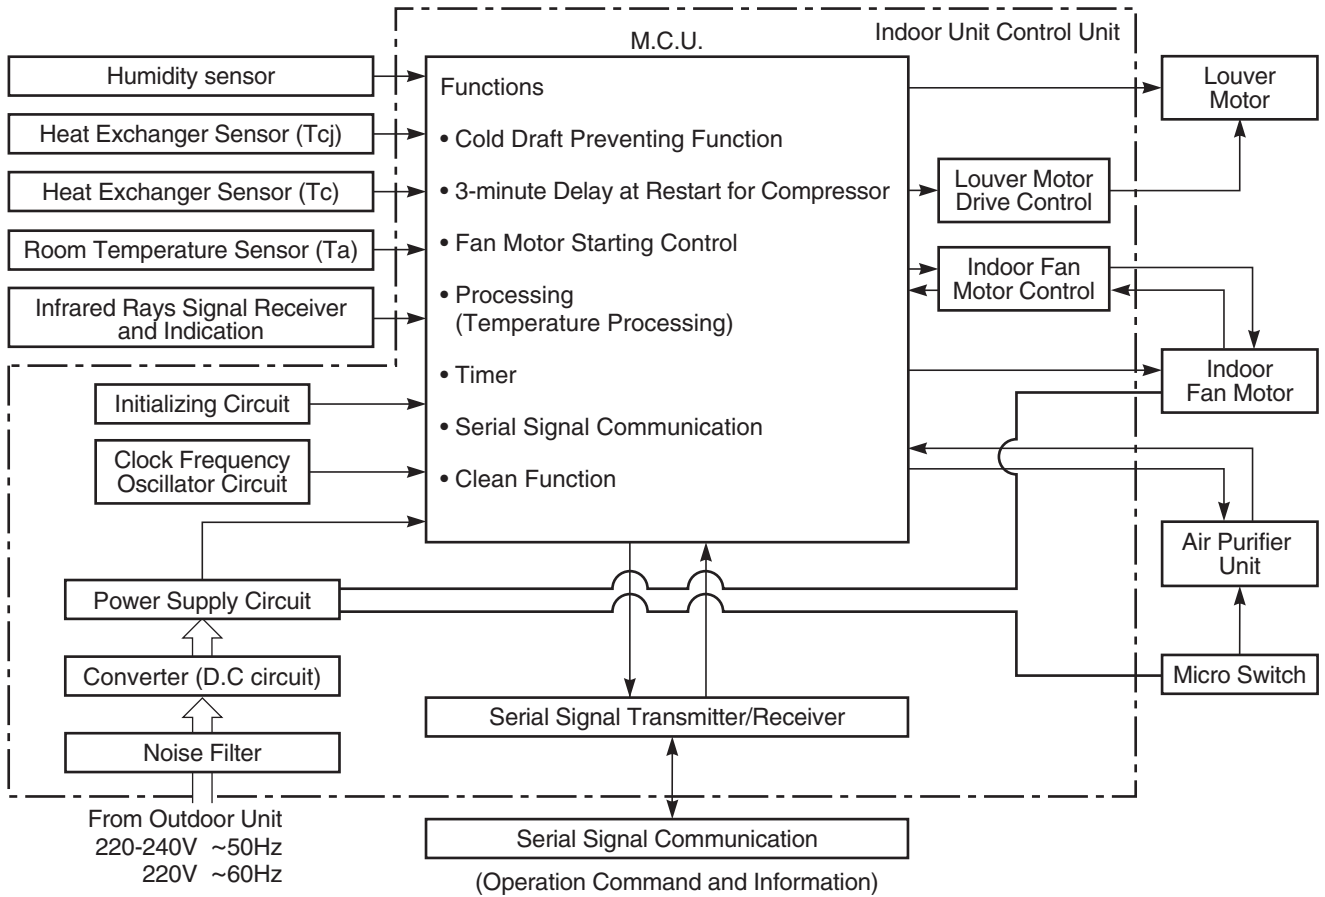 Indoor Unit Control Unit
M.C.U.
Humidity sensor
Heat Exchanger Sensor (Tcj)
Heat Exchanger Sensor (Tc)
Room Temperature Sensor (Ta)
Infrared Rays Signal Receiver
and Indication
Initializing Circuit
Clock Frequency
Oscillator Circuit
Power Supply Circuit
Converter (D.C circuit)
Noise Filter
From Outdoor Unit
220-240V ~50Hz
220V ~60Hz
Functions
• Cold Draft Preventing Function
• 3-minute Delay at Restart for Compressor
• Fan Motor Starting Control
• Processing
(Temperature Processing)
• Timer
• Serial Signal Communication
• Clean Function
Serial Signal Transmitter/Receiver
Serial Signal Communication
(Operation Command and Information)
Louver Motor
Drive Control
Indoor Fan
Motor Control
Louver
Motor
Indoor
Fan Motor
Air Purifier
Unit
Micro Switch